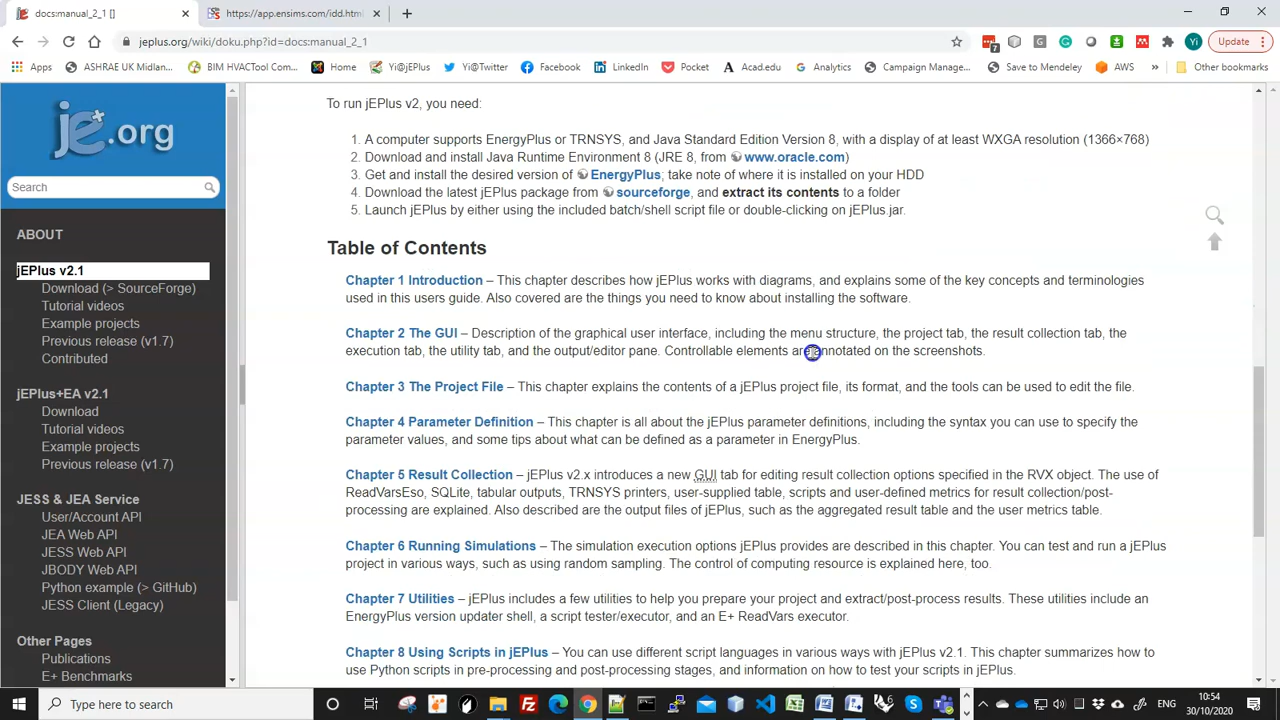 docs:manual_2_1 []
https://app.ensims.com/idd.html
jeplus.org/wiki/doku.php?id=docs:manual_2_1
7
Yi
Update
Apps
ASHRAE UK Midlan...
BIM HVACTool Com...
Home
Yi@jEPlus
Yi@Twitter
Facebook
LinkedIn
Pocket
Acad.edu
Analytics
Campaign Manage...
Save to Mendeley
AWS
»
Other bookmarks
je+.org
Search
ABOUT
jEPlus v2.1
Download (> SourceForge)
Tutorial videos
Example projects
Previous release (v1.7)
Contributed
jEPlus+EA v2.1
Download
Tutorial videos
Example projects
Previous release (v1.7)
JESS & JEA Service
User/Account API
JEA Web API
JESS Web API
JBODY Web API
Python example (> GitHub)
JESS Client (Legacy)
Other Pages
Publications
E+ Benchmarks
To run jEPlus v2, you need:
1. A computer supports EnergyPlus or TRNSYS, and Java Standard Edition Version 8, with a display of at least WXGA resolution (1366×768)
2. Download and install Java Runtime Environment 8 (JRE 8, from www.oracle.com)
3. Get and install the desired version of EnergyPlus; take note of where it is installed on your HDD
4. Download the latest jEPlus package from sourceforge, and extract its contents to a folder
5. Launch jEPlus by either using the included batch/shell script file or double-clicking on jEPlus.jar.
Table of Contents
Chapter 1 Introduction – This chapter describes how jEPlus works with diagrams, and explains some of the key concepts and terminologies
used in this users guide. Also covered are the things you need to know about installing the software.
Chapter 2 The GUI – Description of the graphical user interface, including the menu structure, the project tab, the result collection tab, the
execution tab, the utility tab, and the output/editor pane. Controllable elements are annotated on the screenshots.
Chapter 3 The Project File – This chapter explains the contents of a jEPlus project file, its format, and the tools can be used to edit the file.
Chapter 4 Parameter Definition – This chapter is all about the jEPlus parameter definitions, including the syntax you can use to specify the
parameter values, and some tips about what can be defined as a parameter in EnergyPlus.
Chapter 5 Result Collection – jEPlus v2.x introduces a new GUI tab for editing result collection options specified in the RVX object. The use of
ReadVarsEso, SQLite, tabular outputs, TRNSYS printers, user-supplied table, scripts and user-defined metrics for result collection/post-
processing are explained. Also described are the output files of jEPlus, such as the aggregated result table and the user metrics table.
Chapter 6 Running Simulations – The simulation execution options jEPlus provides are described in this chapter. You can test and run a jEPlus
project in various ways, such as using random sampling. The control of computing resource is explained here, too.
Chapter 7 Utilities – jEPlus includes a few utilities to help you prepare your project and extract/post-process results. These utilities include an
EnergyPlus version updater shell, a script tester/executor, and an E+ ReadVars executor.
Chapter 8 Using Scripts in jEPlus – You can use different script languages in various ways with jEPlus v2.1. This chapter summarizes how to
use Python scripts in pre-processing and post-processing stages, and information on how to test your scripts in jEPlus.
Type here to search
ENG
10:54
30/10/2020